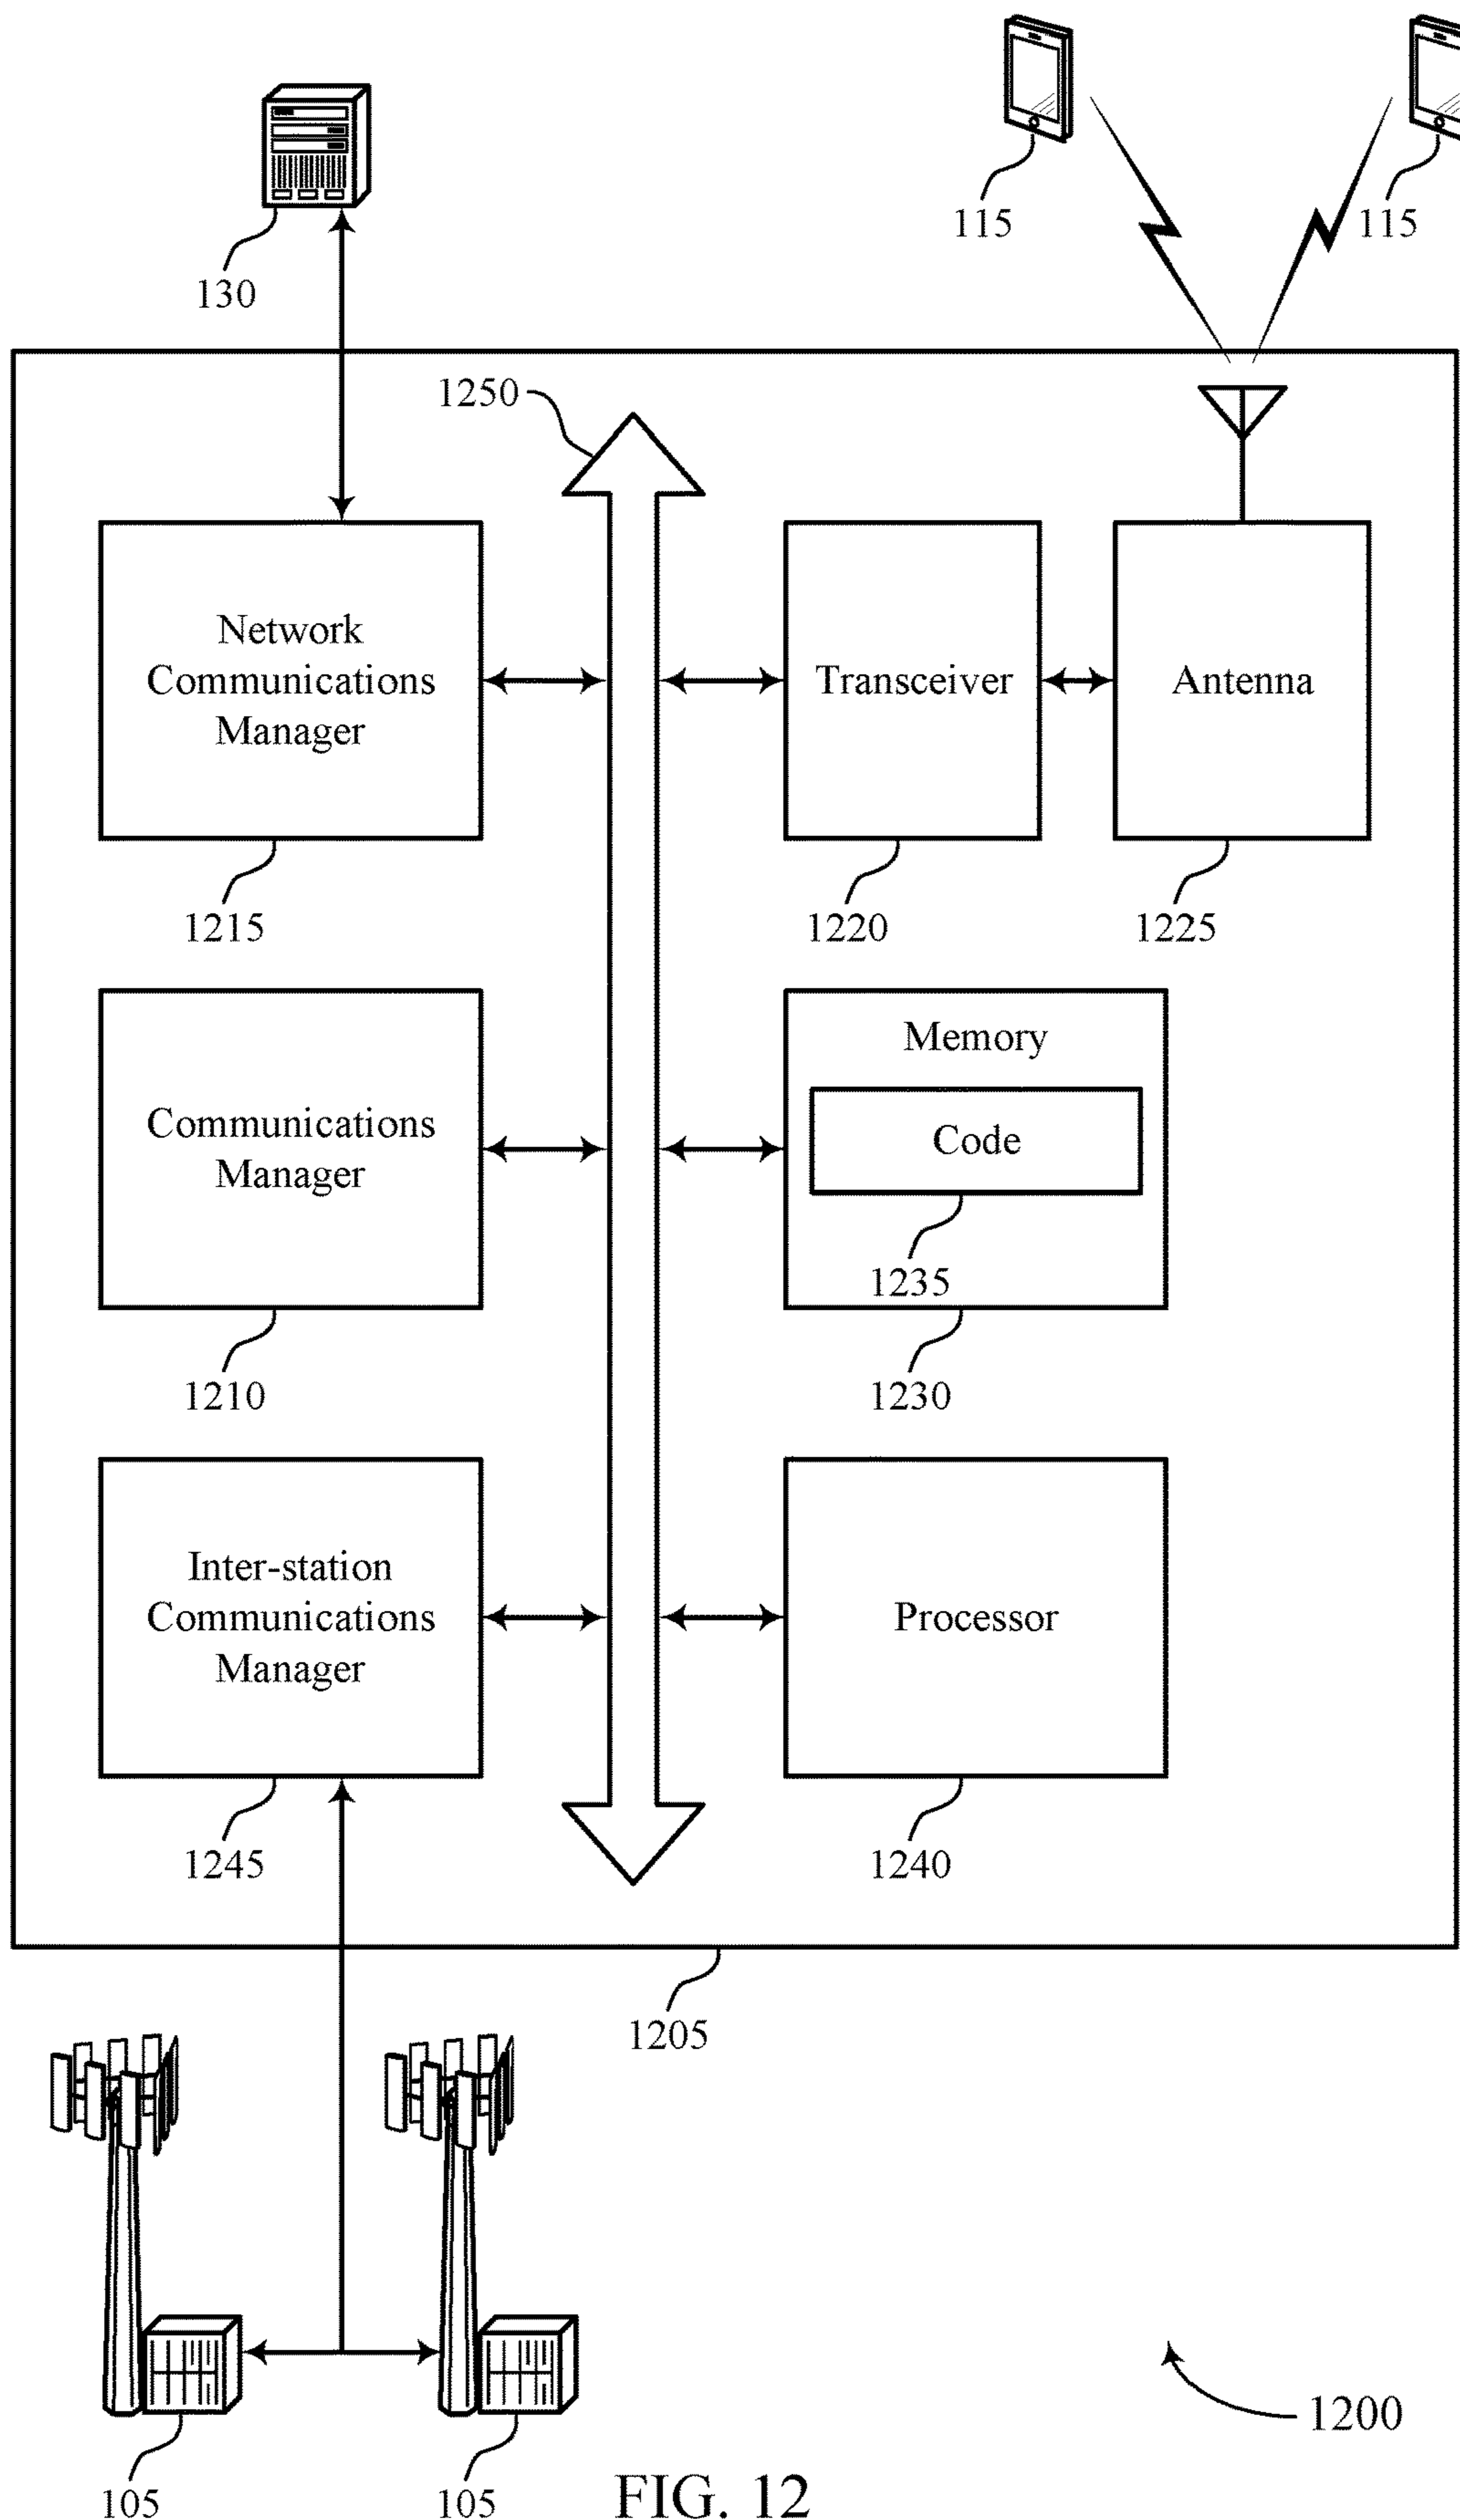 115
115
130
1250
Network
Communications
Manager
Transceiver
Antenna
1215
1220
1225
Memory
Communications
Manager
Code
1235
1210
1230
Inter-station
Communications
Manager
Processor
1245
1240
1205
1200
105
105
FIG. 12